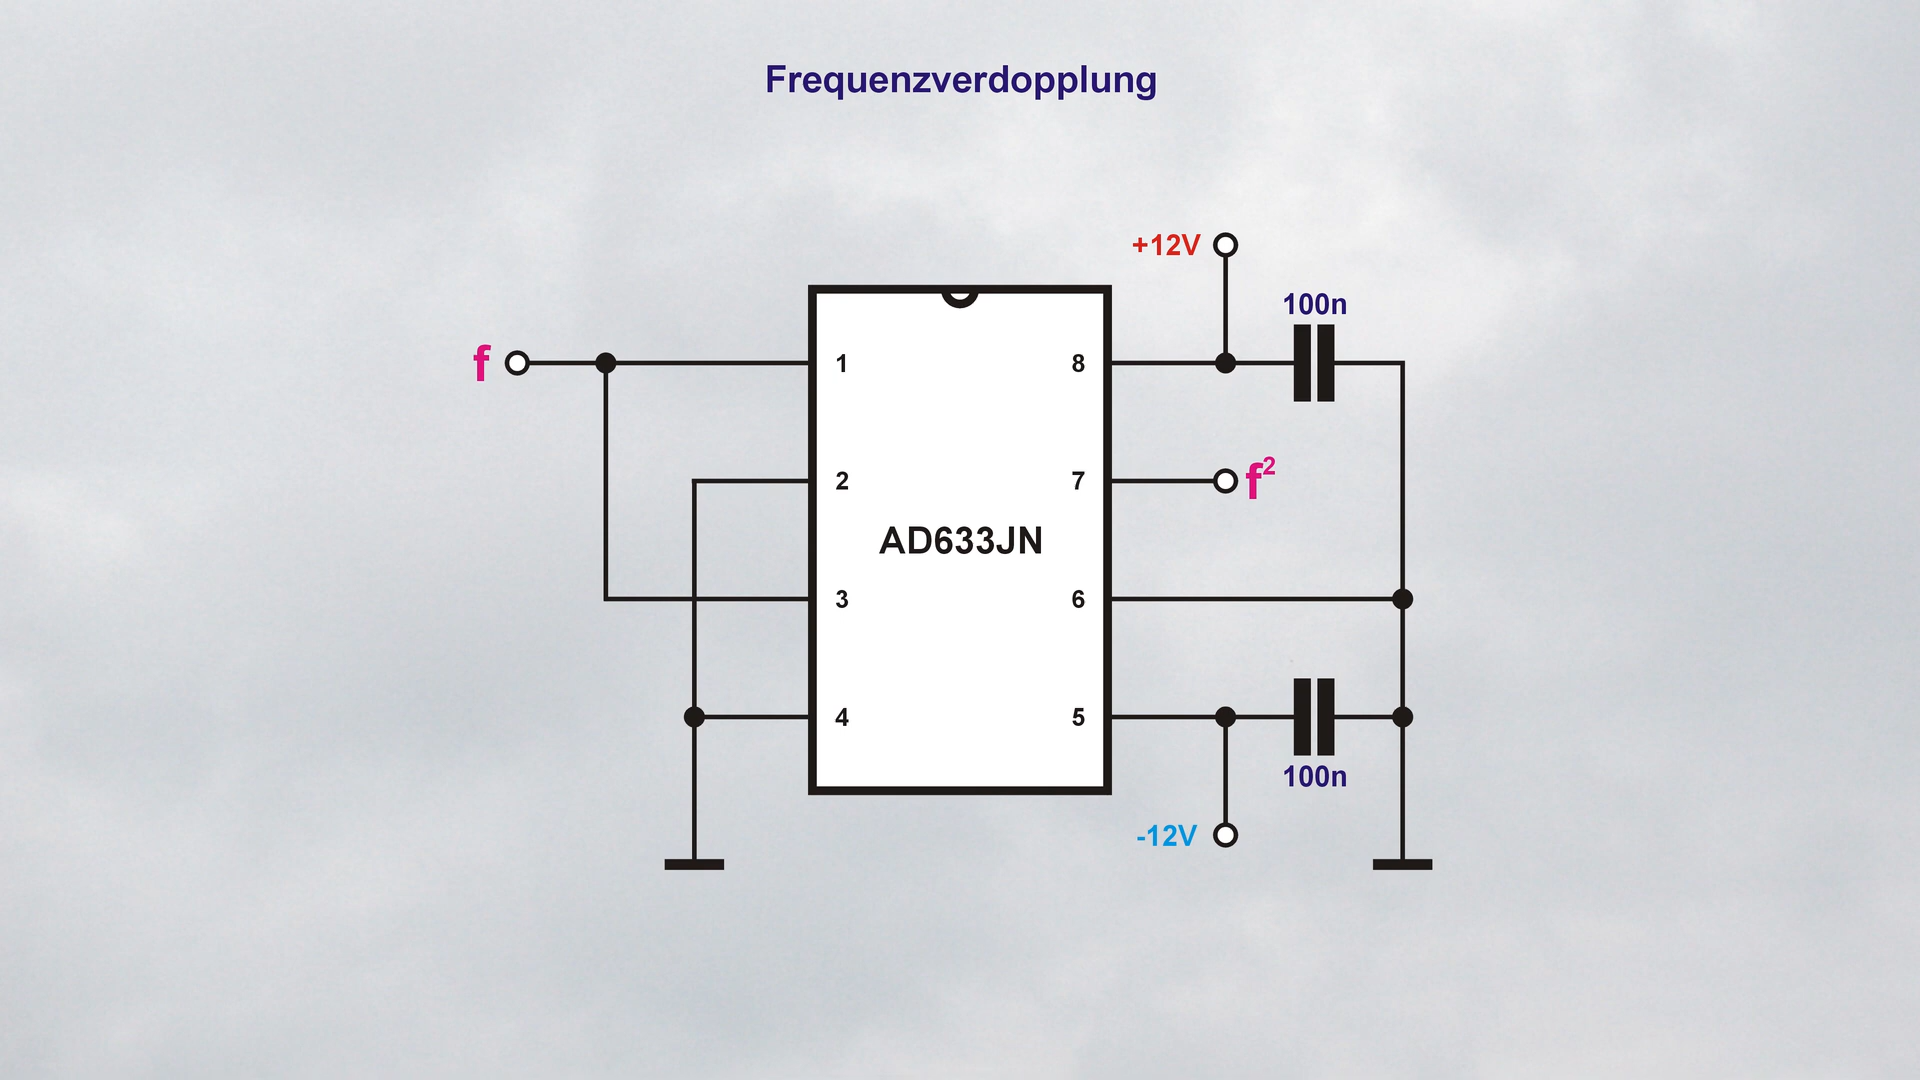 Frequenzverdopplung
+12V
100n
f
1
8
2
7
f²
AD633JN
3
6
4
5
100n
-12V